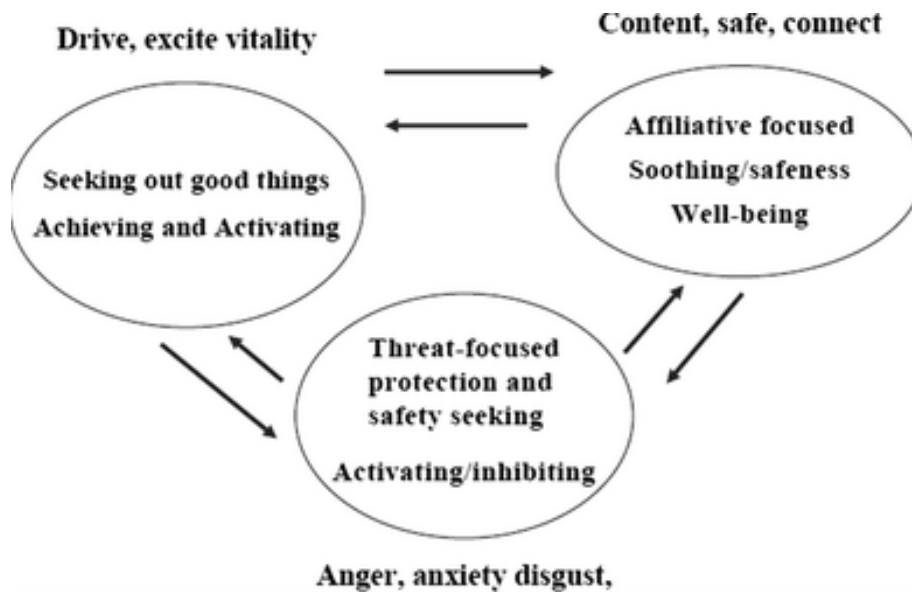 Drive, excite vitality
Content, safe, connect
Seeking out good things
Achieving and Activating
Affiliative focused
Soothing/safeness
Well-being
Threat-focused
protection and
safety seeking
Activating/inhibiting
Anger, anxiety disgust,